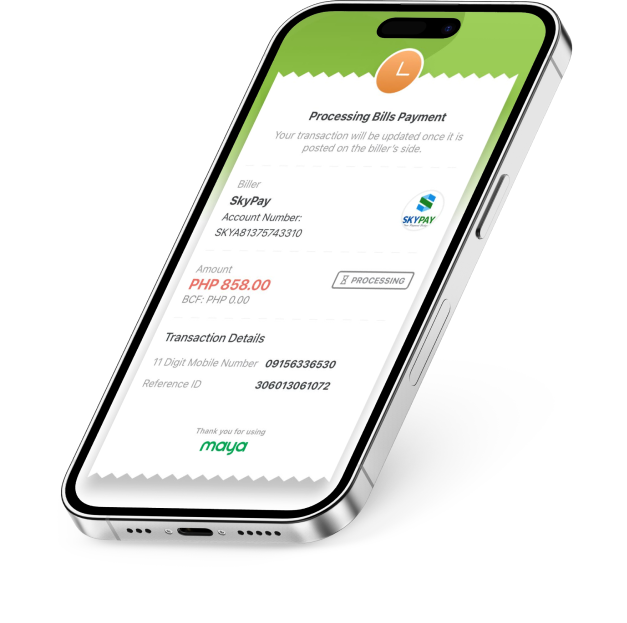 Processing Bills Payment
Your transaction will be updated once it is
posted on the biller's side.
Biller
SkyPay
Account Number:
SKYA81375743310
SKYPAY
Amount
PHP 858.00
BCF: PHP 0.00
PROCESSING
Transaction Details
11 Digit Mobile Number 09156336530
Reference ID 306013061072
Thank you for using
maya